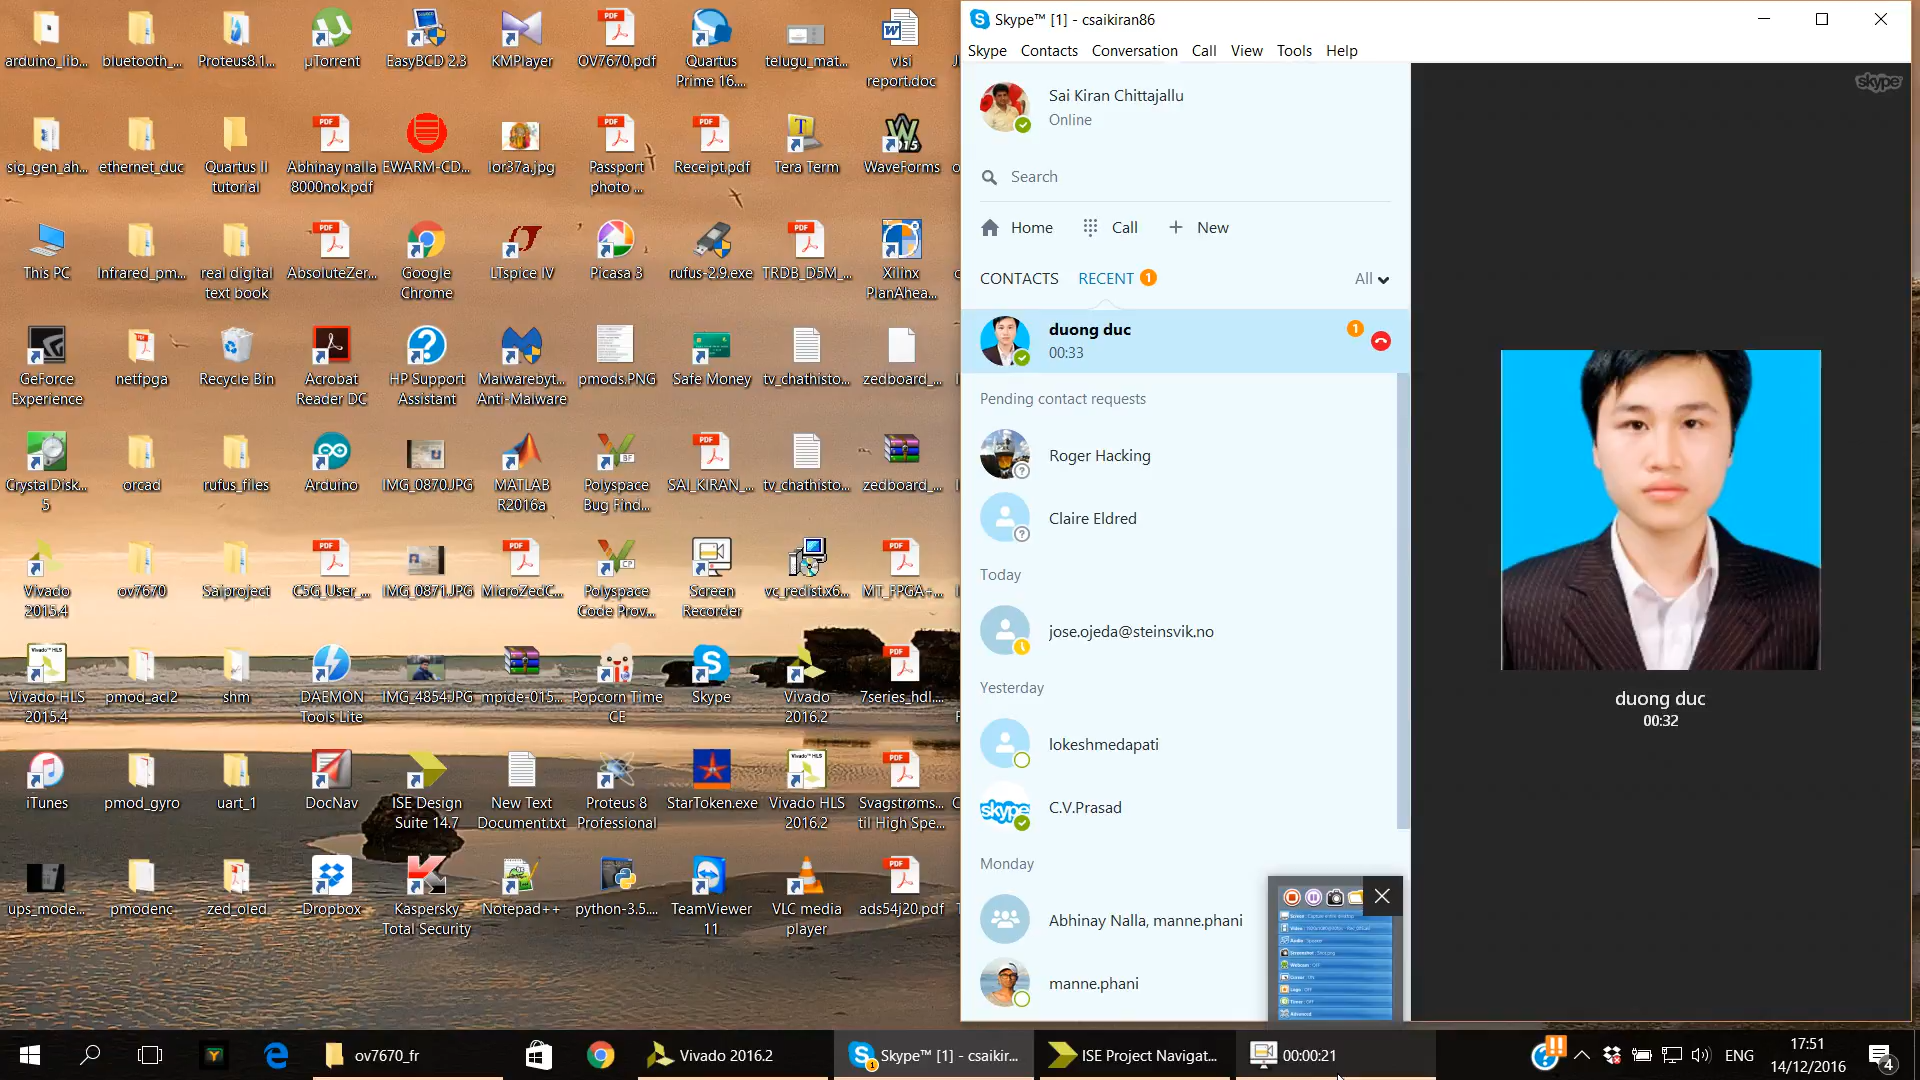 arduino_lib...
bluetooth_...
Proteus8.1...
µTorrent
EasyBCD 2.3
KMPlayer
OV7670.pdf
Quartus
Prime 16....
telugu_mat...
vlsi
report.doc
sig_gen_ah...
ethernet_duc
Quartus II
tutorial
Abhinay nalla
8000nok.pdf
EWARM-CD...
lor37a.jpg
Passport
photo ...
Receipt.pdf
Tera Term
WaveForms
This PC
Infrared_pm...
real digital
text book
AbsoluteZer...
Google
Chrome
LTspice IV
Picasa 3
rufus-2.9.exe
TRDB_D5M_...
Xilinx
PlanAhea...
GeForce
Experience
netfpga
Recycle Bin
Acrobat
Reader DC
HP Support
Assistant
Malwarebyt...
Anti-Malware
pmods.PNG
Safe Money
tv_chathisto...
zedboard_...
CrystalDisk...
5
orcad
rufus_files
Arduino
IMG_0870.JPG
MATLAB
R2016a
Polyspace
Bug Find...
SAI_KIRAN_...
tv_chathisto...
zedboard_...
Vivado
2015.4
ov7670
Saiproject
C5G_User_...
IMG_0871.JPG
MicroZedC...
Polyspace
Code Prov...
Screen
Recorder
vc_redist.x6...
MIT_FPGA+...
Vivado HLS
2015.4
pmod_acl2
shm
DAEMON
Tools Lite
IMG_4854.JPG
mpide-015...
Popcorn Time
CE
Skype
Vivado
2016.2
7series_hdl....
iTunes
pmod_gyro
uart_1
DocNav
ISE Design
Suite 14.7
New Text
Document.txt
Proteus 8
Professional
StarToken.exe
Vivado HLS
2016.2
Svagstrøms...
til High Spe...
ups_mode...
pmodenc
zed_oled
Dropbox
Kaspersky
Total Security
Notepad++
python-3.5....
TeamViewer
11
VLC media
player
ads54j20.pdf
Skype™ [1] - csaikiran86
Skype Contacts Conversation Call View Tools Help
Sai Kiran Chittajallu
Online
Search
Home Call New
CONTACTS RECENT 1 All
duong duc
00:33
1
Pending contact requests
Roger Hacking
Claire Eldred
Today
jose.ojeda@steinsvik.no
Yesterday
lokeshmedapati
C.V.Prasad
Monday
Abhinay Nalla, manne.phani
manne.phani
skype
duong duc
00:32
ov7670_fr
Vivado 2016.2
Skype™ [1] - csaikir...
ISE Project Navigat...
00:00:21
ENG
17:51
14/12/2016
4